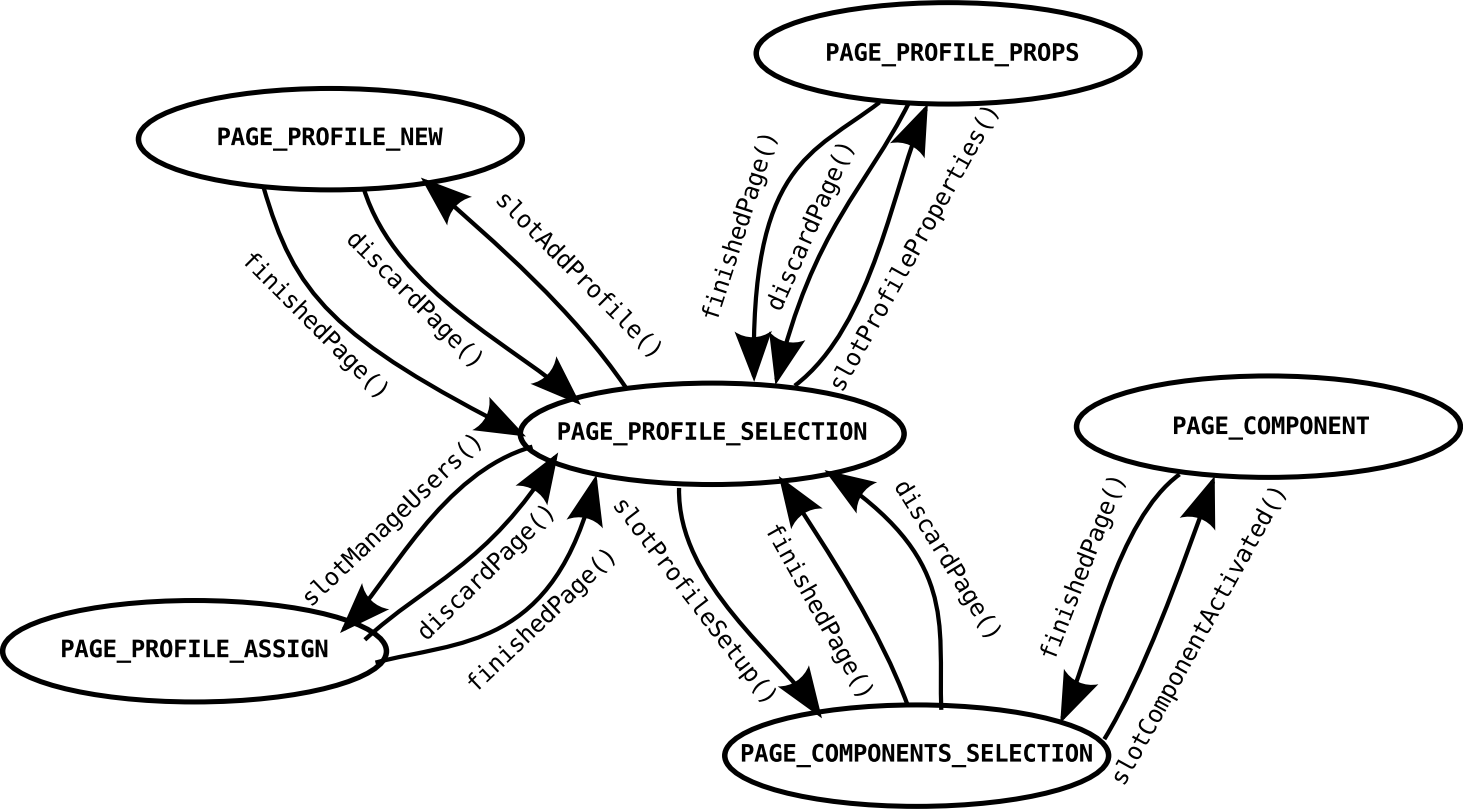 PAGE_PROFILE_PROPS
PAGE_PROFILE_NEW
finishedPage()
discardPage()
slotAddProfile()
finishedPage()
discardPage()
slotProfileProperties()
PAGE_PROFILE_SELECTION
PAGE_COMPONENT
slotManageUsers()
discardPage()
finishedPage()
slotProfileSetup()
finishedPage()
discardPage()
finishedPage()
slotComponentActivated()
PAGE_PROFILE_ASSIGN
PAGE_COMPONENTS_SELECTION